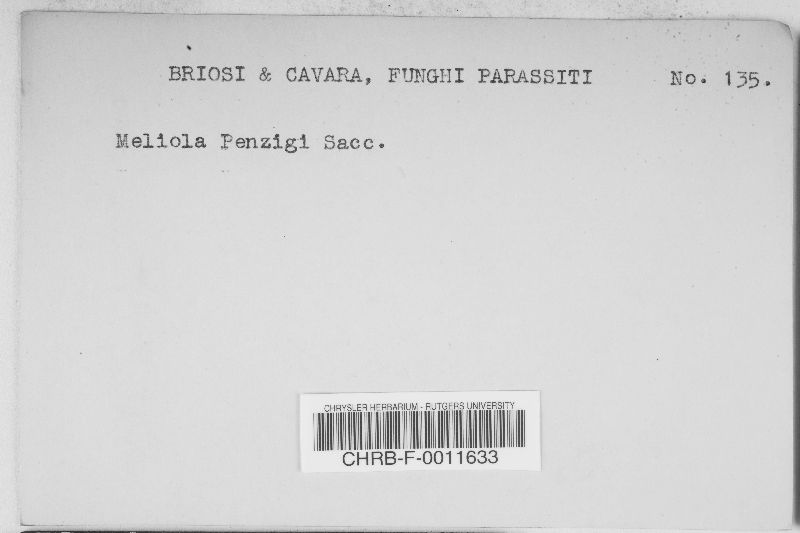 BRIOSI & CAVARA, FUNGHI PARASSITI No. 135.
Meliola Penzigi Sacc.
CHRYSLER HERBARIUM - RUTGERS UNIVERSITY
CHRB-F-0011633